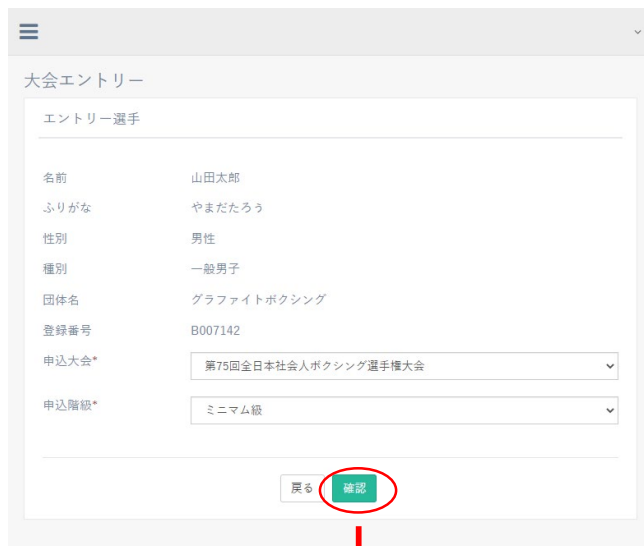 大会エントリー
エントリー選手
名前 山田太郎
ふりがな やまだたろう
性別 男性
種別 一般男子
団体名 グラファイトボクシング
登録番号 B007142
申込大会* 第75回全日本社会人ボクシング選手権大会
申込階級* ミニマム級
戻る 確認